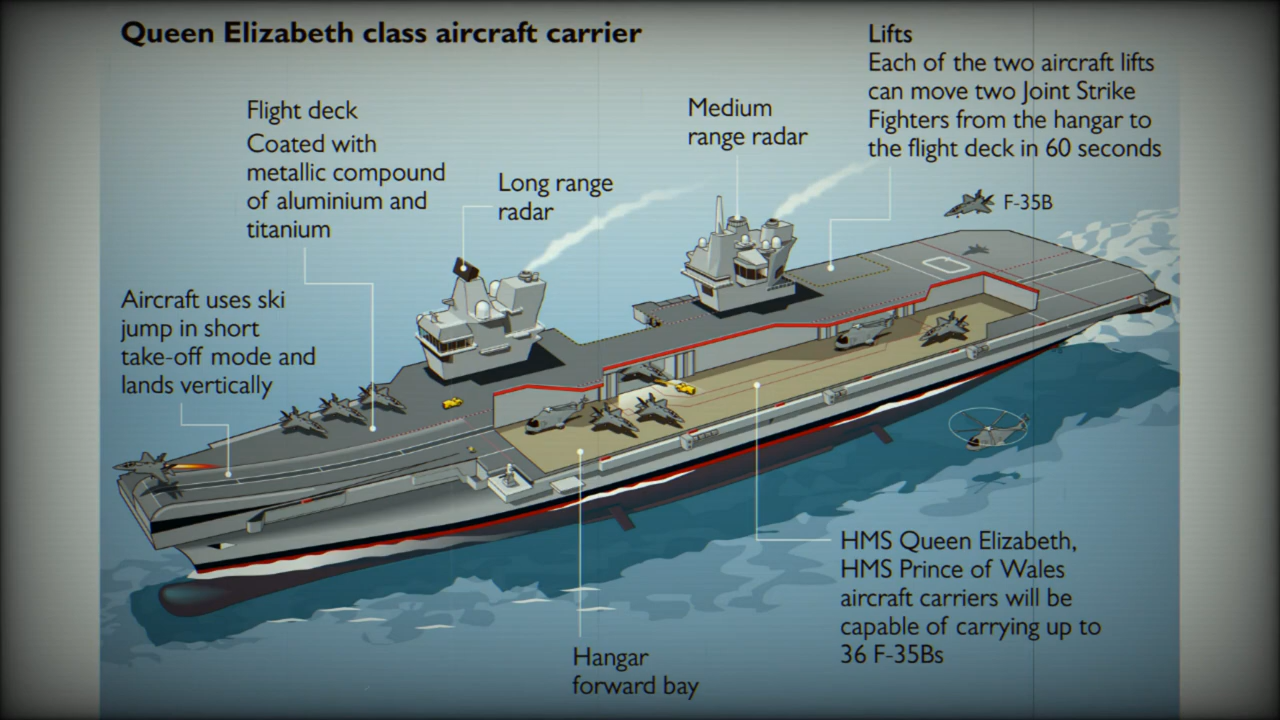 Queen Elizabeth class aircraft carrier
Lifts
Each of the two aircraft lifts
can move two Joint Strike
Fighters from the hangar to
the flight deck in 60 seconds
Flight deck
Coated with
metallic compound
of aluminium and
titanium
Medium
range radar
Long range
radar
F-35B
Aircraft uses ski
jump in short
take-off mode and
lands vertically
HMS Queen Elizabeth,
HMS Prince of Wales
aircraft carriers will be
capable of carrying up to
36 F-35Bs
Hangar
forward bay